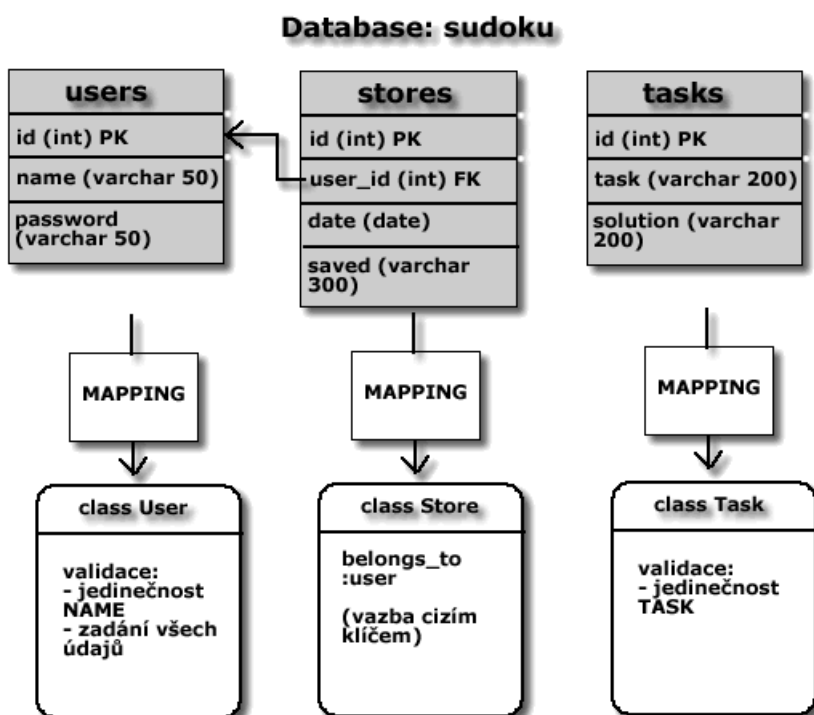 Database: sudoku
users
id (int) PK
name (varchar 50)
password
(varchar 50)
stores
id (int) PK
user_id (int) FK
date (date)
saved (varchar
300)
tasks
id (int) PK
task (varchar 200)
solution (varchar
200)
MAPPING
MAPPING
MAPPING
class User
validace:
- jedinečnost
NAME
- zadání všech
údajů
class Store
belongs_to
:user
(vazba cizím
klíčem)
class Task
validace:
- jedinečnost
TASK